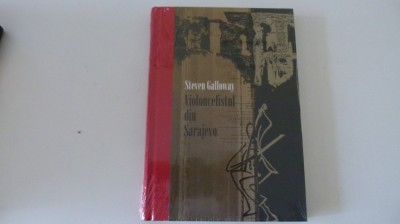 Steven Galloway
Violoncelistul
din
Sarajevo